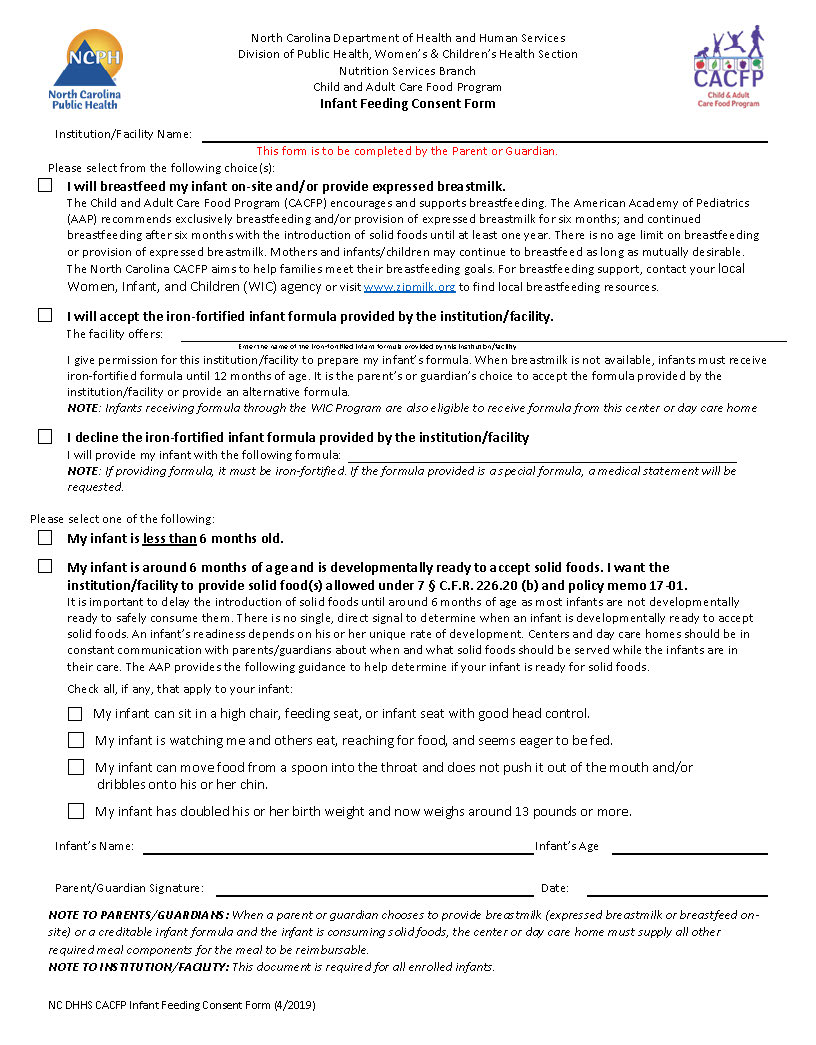 North Carolina Department of Health and Human Services
Division of Public Health, Women's & Children's Health Section
Nutrition Services Branch
Child and Adult Care Food Program
Infant Feeding Consent Form
NCPH
North Carolina
Public Health
CACFP
Child & Adult
Care Food Program
Institution/Facility Name:
This form is to be completed by the Parent or Guardian.
Please select from the following choice(s):
I will breastfeed my infant on-site and/or provide expressed breastmilk.
The Child and Adult Care Food Program (CACFP) encourages and supports breastfeeding. The American Academy of Pediatrics
(AAP) recommends exclusively breastfeeding and/or provision of expressed breastmilk for six months; and continued
breastfeeding after six months with the introduction of solid foods until at least one year. There is no age limit on breastfeeding
or provision of expressed breastmilk. Mothers and infants/children may continue to breastfeed as long as mutually desirable.
The North Carolina CACFP aims to help families meet their breastfeeding goals. For breastfeeding support, contact your local
Women, Infant, and Children (WIC) agency or visit www.zipmilk.org to find local breastfeeding resources.
I will accept the iron-fortified infant formula provided by the institution/facility.
The facility offers:
Enter the name of the iron-fortified infant formula provided by this institution/facility
I give permission for this institution/facility to prepare my infant's formula. When breastmilk is not available, infants must receive
iron-fortified formula until 12 months of age. It is the parent's or guardian's choice to accept the formula provided by the
institution/facility or provide an alternative formula.
NOTE: Infants receiving formula through the WIC Program are also eligible to receive formula from this center or day care home
I decline the iron-fortified infant formula provided by the institution/facility
I will provide my infant with the following formula:
NOTE: If providing formula, it must be iron-fortified. If the formula provided is a special formula, a medical statement will be
requested.
Please select one of the following:
My infant is less than 6 months old.
My infant is around 6 months of age and is developmentally ready to accept solid foods. I want the
institution/facility to provide solid food(s) allowed under 7 § C.F.R. 226.20 (b) and policy memo 17-01.
It is important to delay the introduction of solid foods until around 6 months of age as most infants are not developmentally
ready to safely consume them. There is no single, direct signal to determine when an infant is developmentally ready to accept
solid foods. An infant's readiness depends on his or her unique rate of development. Centers and day care homes should be in
constant communication with parents/guardians about when and what solid foods should be served while the infants are in
their care. The AAP provides the following guidance to help determine if your infant is ready for solid foods.
Check all, if any, that apply to your infant:
My infant can sit in a high chair, feeding seat, or infant seat with good head control.
My infant is watching me and others eat, reaching for food, and seems eager to be fed.
My infant can move food from a spoon into the throat and does not push it out of the mouth and/or
dribbles onto his or her chin.
My infant has doubled his or her birth weight and now weighs around 13 pounds or more.
Infant's Name: Infant's Age
Parent/Guardian Signature: Date:
NOTE TO PARENTS/GUARDIANS: When a parent or guardian chooses to provide breastmilk (expressed breastmilk or breastfeed on-
site) or a creditable infant formula and the infant is consuming solid foods, the center or day care home must supply all other
required meal components for the meal to be reimbursable.
NOTE TO INSTITUTION/FACILITY: This document is required for all enrolled infants.
NC DHHS CACFP Infant Feeding Consent Form (4/2019)